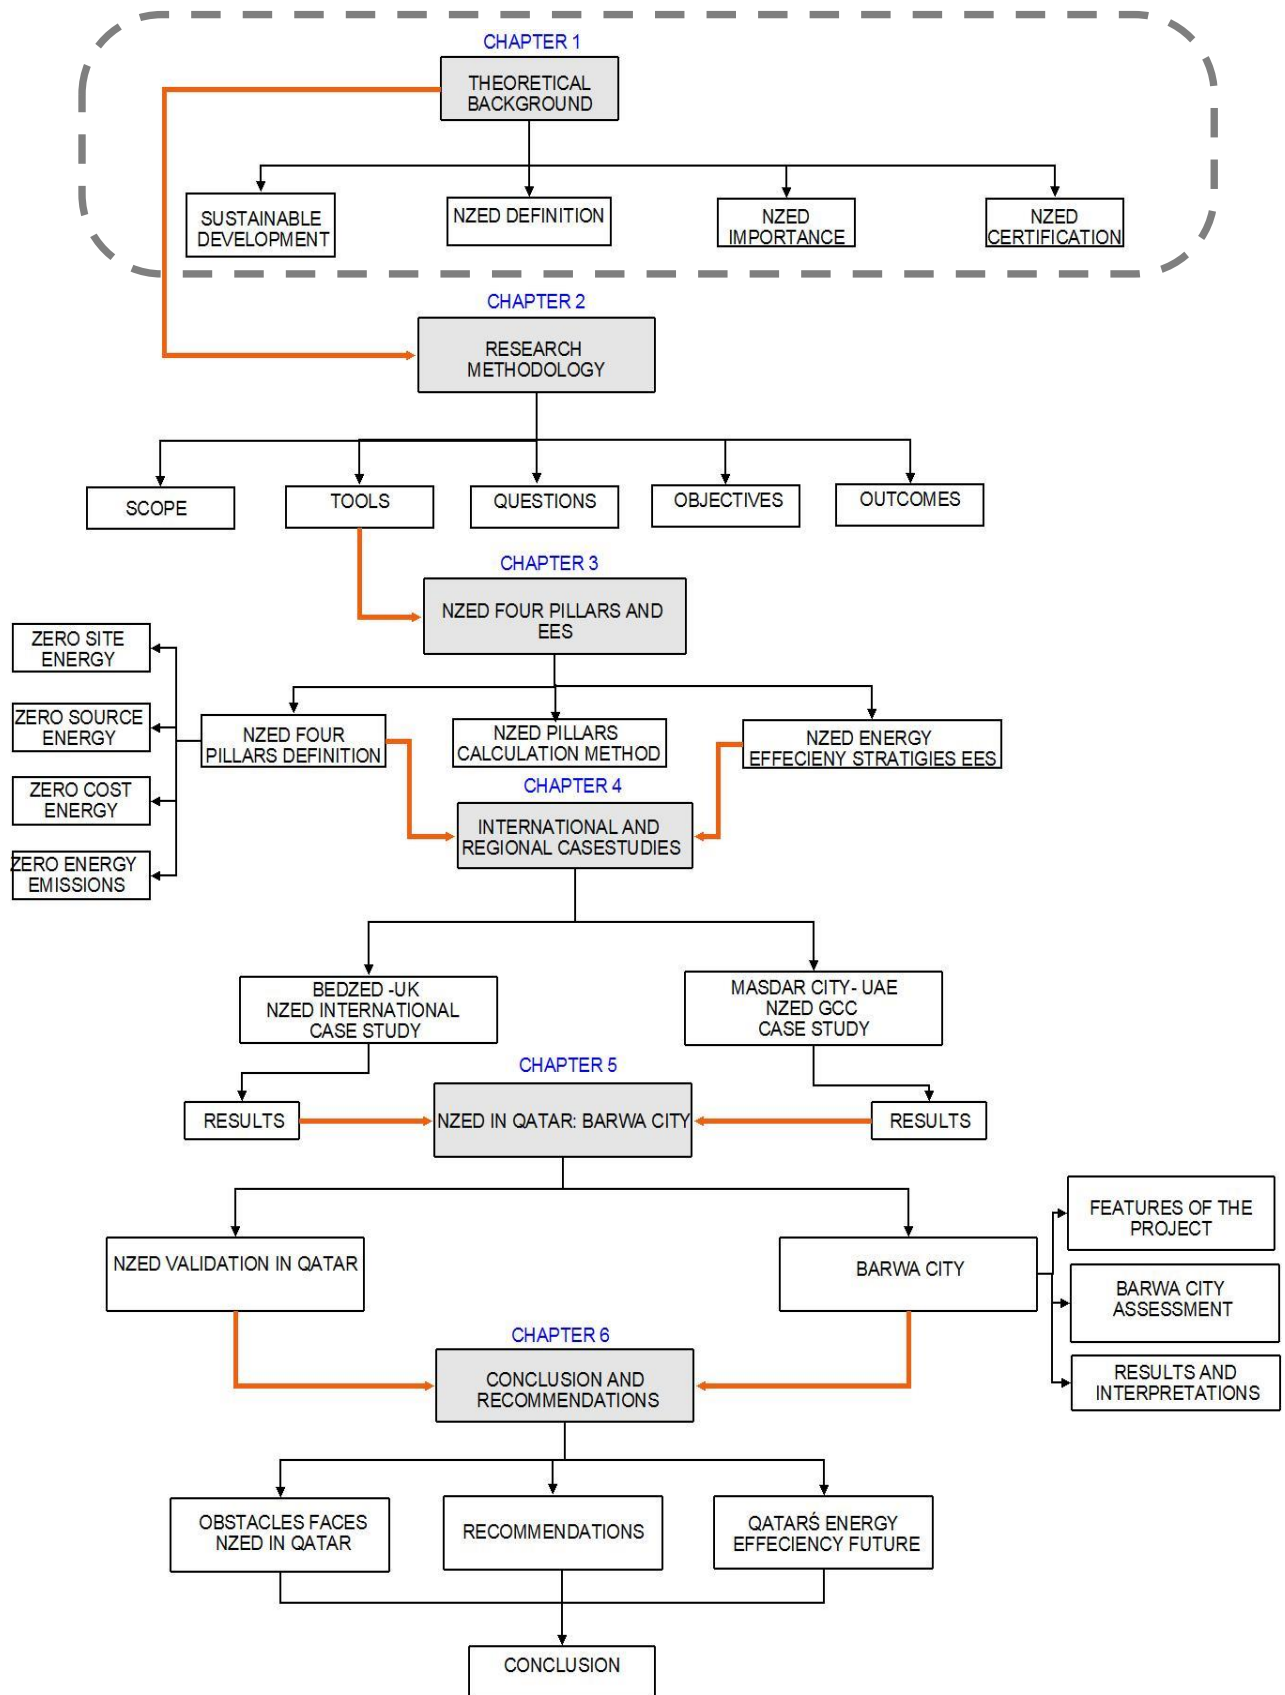 CHAPTER 1
THEORETICAL
BACKGROUND
SUSTAINABLE
DEVELOPMENT
NZED DEFINITION
NZED
IMPORTANCE
NZED
CERTIFICATION
CHAPTER 2
RESEARCH
METHODOLOGY
SCOPE
TOOLS
QUESTIONS
OBJECTIVES
OUTCOMES
CHAPTER 3
NZED FOUR PILLARS AND
EES
ZERO SITE
ENERGY
ZERO SOURCE
ENERGY
ZERO COST
ENERGY
ZERO ENERGY
EMISSIONS
NZED FOUR
PILLARS DEFINITION
NZED PILLARS
CALCULATION METHOD
NZED ENERGY
EFFECIENY STRATIGIES EES
CHAPTER 4
INTERNATIONAL AND
REGIONAL CASESTUDIES
BEDZED -UK
NZED INTERNATIONAL
CASE STUDY
MASDAR CITY- UAE
NZED GCC
CASE STUDY
CHAPTER 5
RESULTS
NZED IN QATAR: BARWA CITY
RESULTS
NZED VALIDATION IN QATAR
BARWA CITY
FEATURES OF THE
PROJECT
BARWA CITY
ASSESSMENT
RESULTS AND
INTERPRETATIONS
CHAPTER 6
CONCLUSION AND
RECOMMENDATIONS
OBSTACLES FACES
NZED IN QATAR
RECOMMENDATIONS
QATARŚ ENERGY
EFFECIENCY FUTURE
CONCLUSION